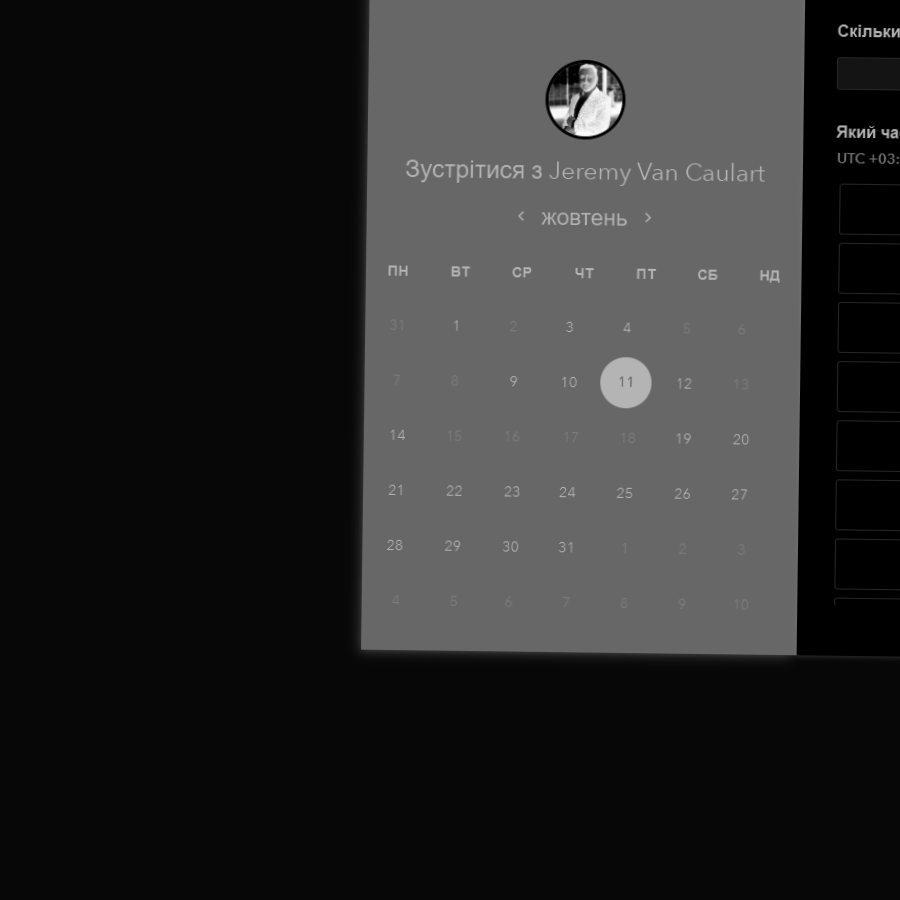 Зустрітися з Jeremy Van Caulart
‹ жовтень ›
ПН ВТ СР ЧТ ПТ СБ НД
31 1 2 3 4 5 6
7 8 9 10 11 12 13
14 15 16 17 18 19 20
21 22 23 24 25 26 27
28 29 30 31 1 2 3
4 5 6 7 8 9 10
Скільки
Який ча
UTC +03: